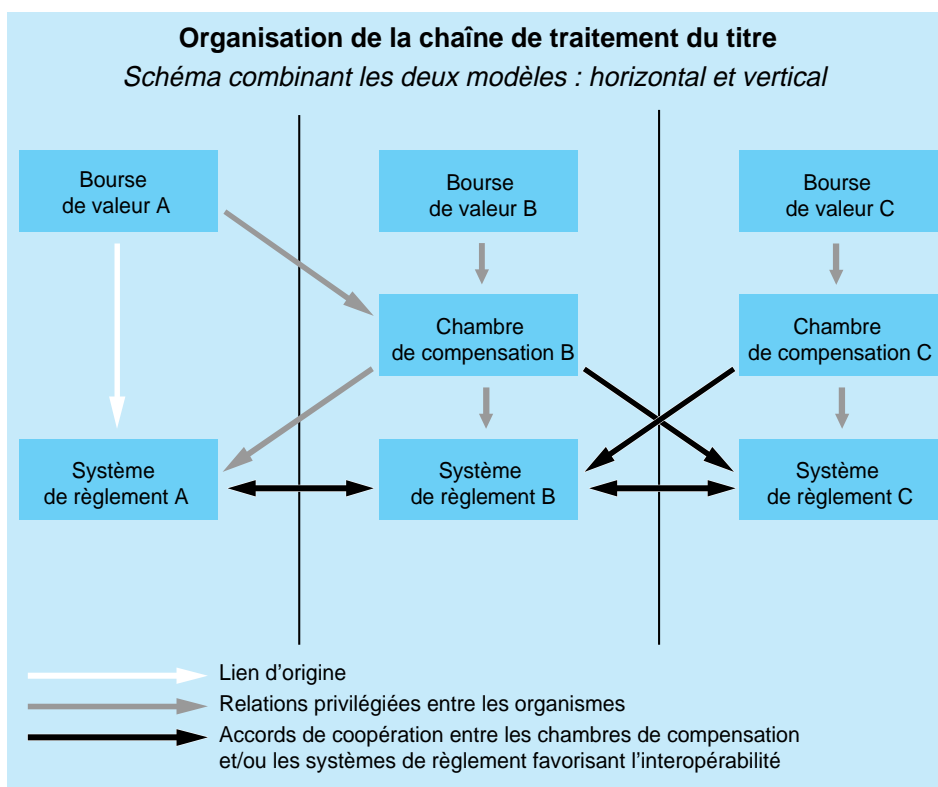 Organisation de la chaîne de traitement du titre
Schéma combinant les deux modèles : horizontal et vertical
Bourse
de valeur A
Bourse
de valeur B
Bourse
de valeur C
Chambre
de compensation B
Chambre
de compensation C
Système
de règlement A
Système
de règlement B
Système
de règlement C
Lien d'origine
Relations privilégiées entre les organismes
Accords de coopération entre les chambres de compensation
et/ou les systèmes de règlement favorisant l'interopérabilité